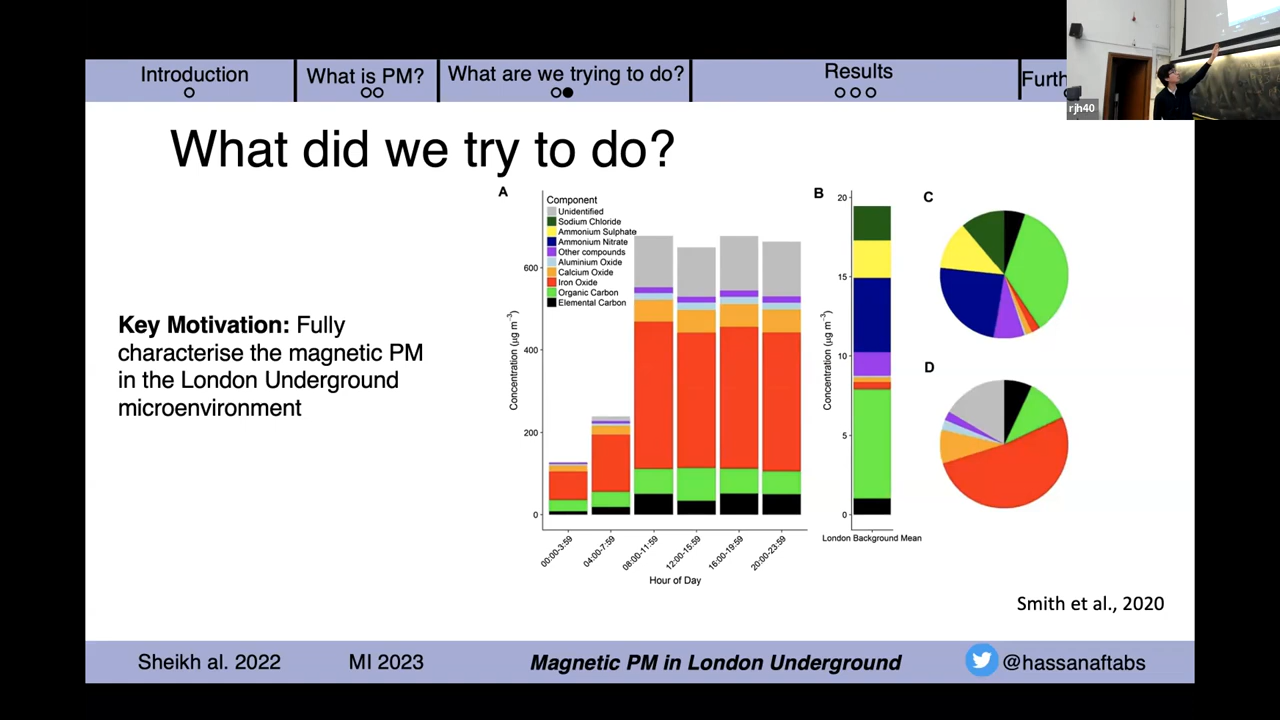 Introduction
What is PM?
What are we trying to do?
Results
Furth
rjh40
What did we try to do?
Key Motivation: Fully
characterise the magnetic PM
in the London Underground
microenvironment
A
Component
Unidentified
Sodium Chloride
Ammonium Sulphate
Ammonium Nitrate
Other compounds
Aluminium Oxide
Calcium Oxide
Iron Oxide
Organic Carbon
Elemental Carbon
Concentration (µg m⁻³)
600
400
200
0
00:00-3:59
04:00-7:59
08:00-11:59
12:00-15:59
16:00-19:59
20:00-23:59
Hour of Day
B
Concentration (µg m⁻³)
20
15
10
5
0
London Background Mean
C
D
Smith et al., 2020
Sheikh al. 2022
MI 2023
Magnetic PM in London Underground
@hassanaftabs